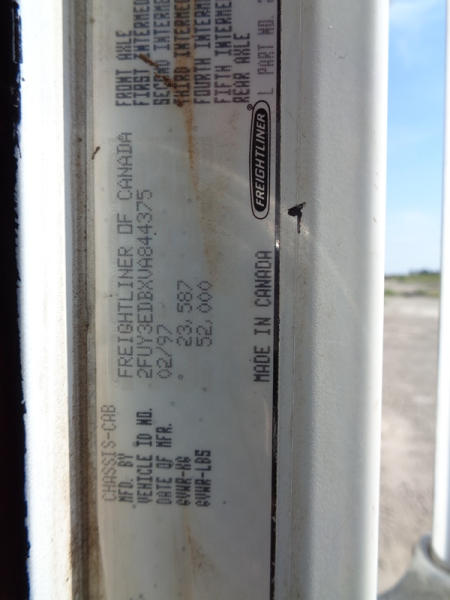 CHASSIS-CAB
MFD. BY FREIGHTLINER OF CANADA
VEHICLE ID NO. 2FUY3EDBXVA844375
DATE OF MFR. 02/97
GVWR-KG 23,587
GVWR-LBS 52,000
MADE IN CANADA FREIGHTLINER®
FRONT AXLE
FIRST INTERMED
SECOND INTERME
THIRD INTERMED
FOURTH INTERM
FIFTH INTERME
REAR AXLE
L PART NO.